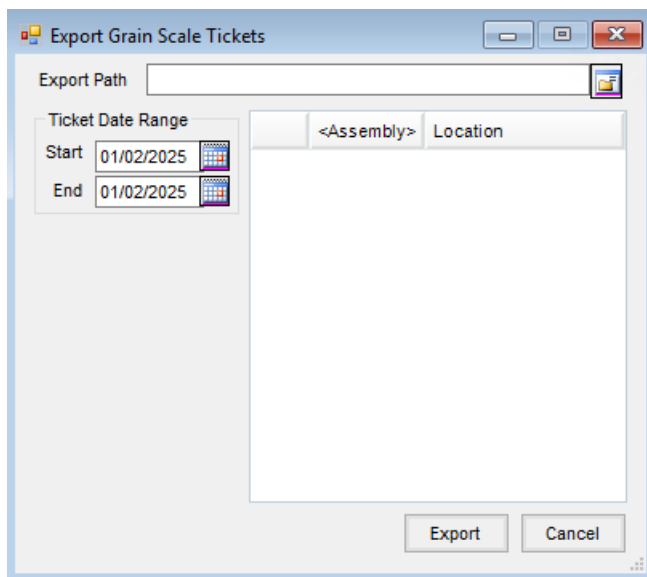 Export Grain Scale Tickets
Export Path
Ticket Date Range
Start 01/02/2025
End 01/02/2025
<Assembly> Location
Export Cancel